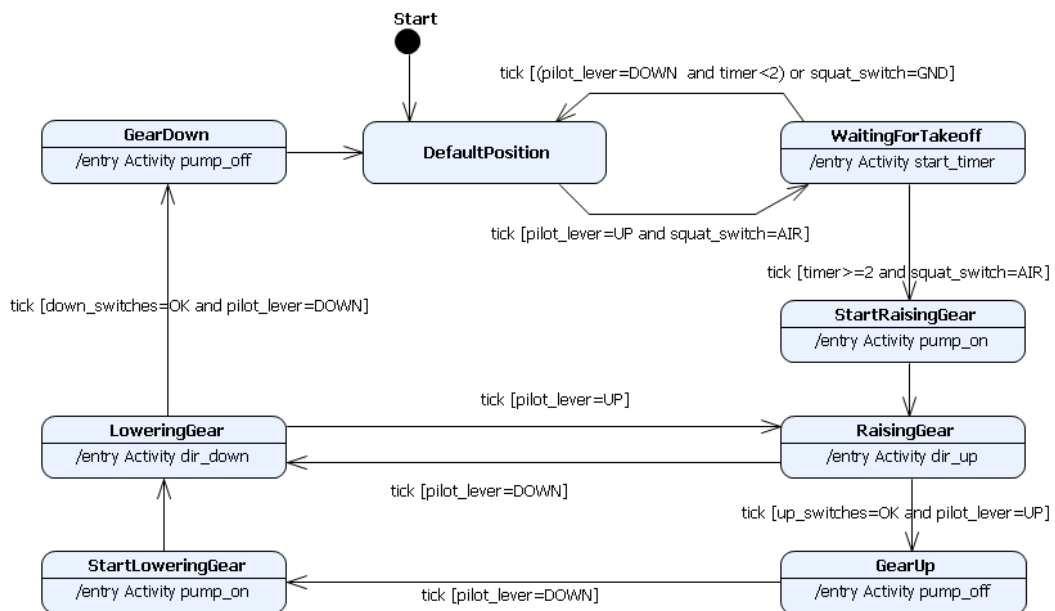 Start
tick [(pilot_lever=DOWN and timer<2) or squat_switch=GND]
GearDown
/entry Activity pump_off
DefaultPosition
WaitingForTakeoff
/entry Activity start_timer
tick [pilot_lever=UP and squat_switch=AIR]
tick [timer>=2 and squat_switch=AIR]
tick [down_switches=OK and pilot_lever=DOWN]
StartRaisingGear
/entry Activity pump_on
tick [pilot_lever=UP]
LoweringGear
/entry Activity dir_down
RaisingGear
/entry Activity dir_up
tick [pilot_lever=DOWN]
tick [up_switches=OK and pilot_lever=UP]
StartLoweringGear
/entry Activity pump_on
GearUp
/entry Activity pump_off
tick [pilot_lever=DOWN]